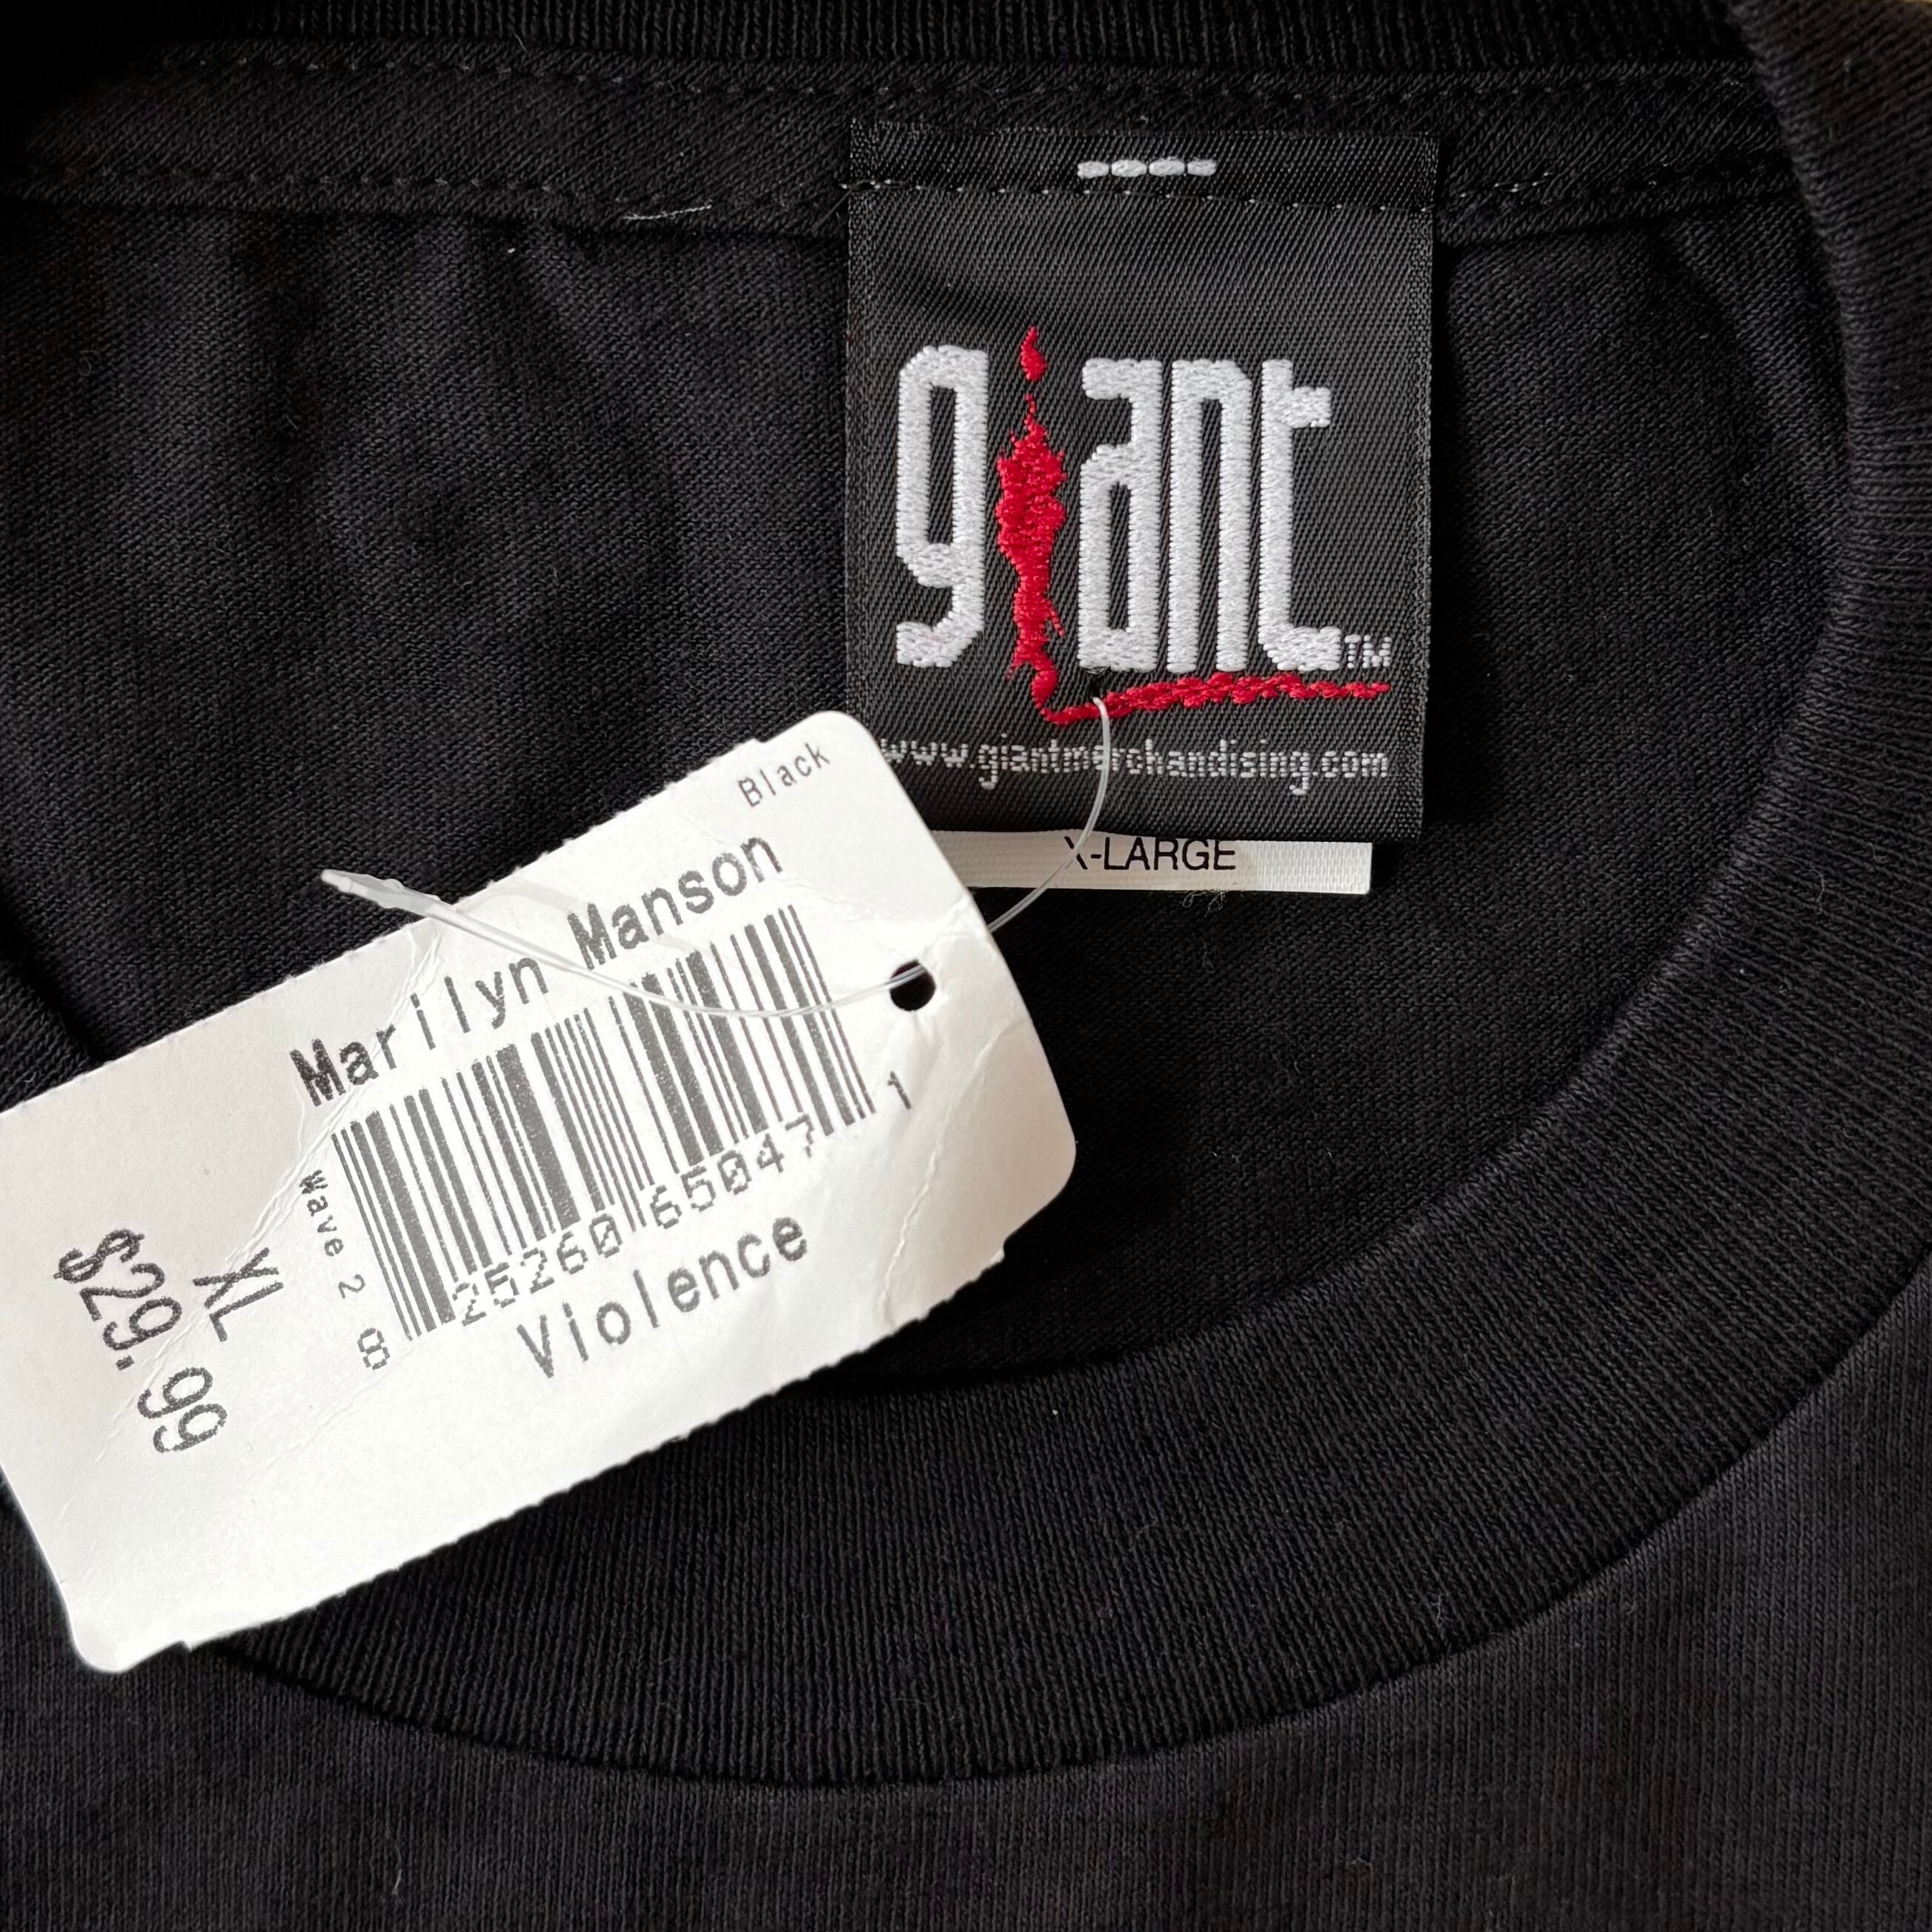 giant TM
www.giantmerchandising.com
X-LARGE
Black
Marilyn Manson
8 25260 65047 1
Violence
Wave 2
XL
$29.99